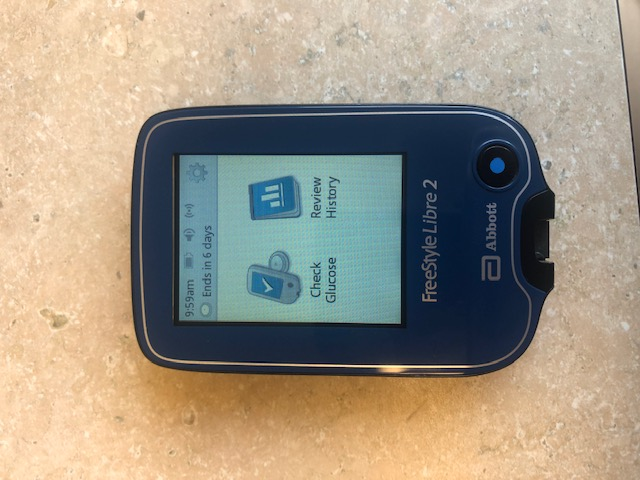 9:59am
Ends in 6 days
Check
Glucose
Review
History
FreeStyle Libre 2
Abbott